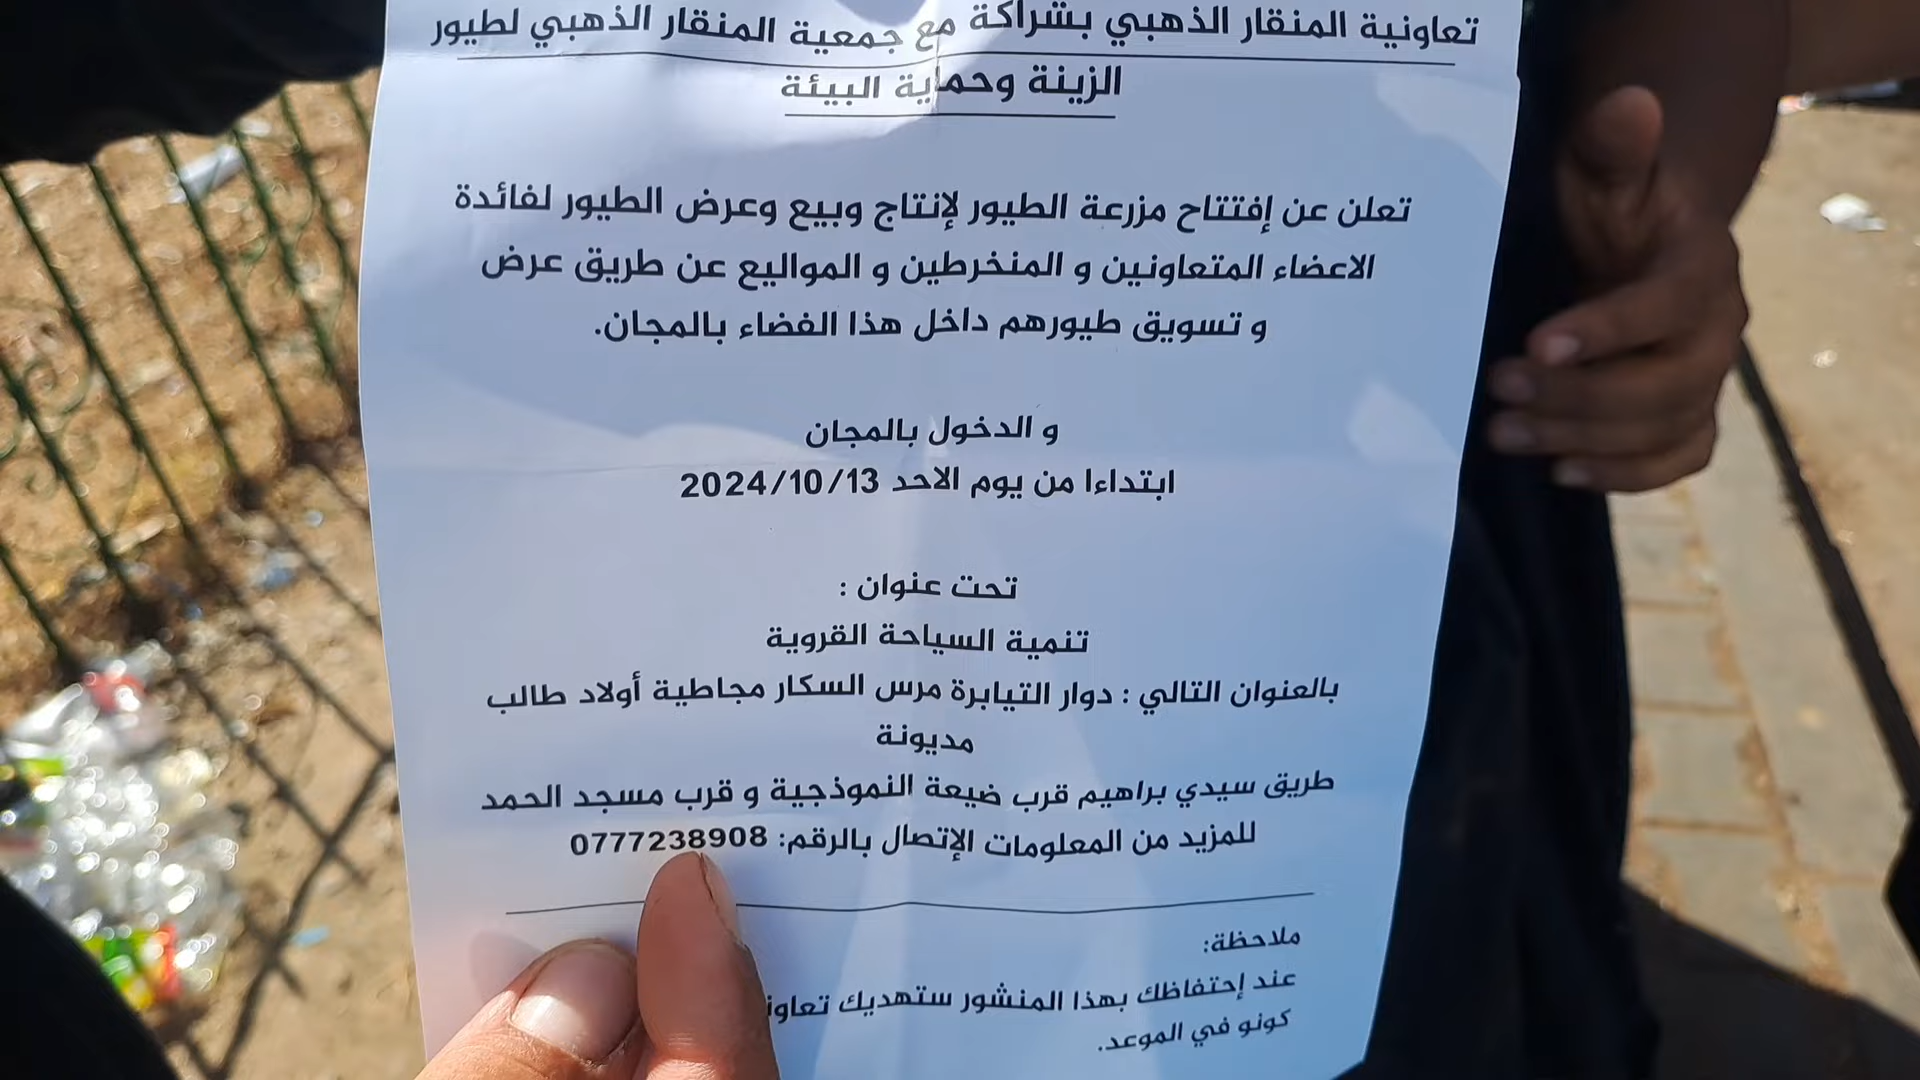 تعاونية المنقار الذهبي بشراكة مع جمعية المنقار الذهبي لطيور
الزينة وحماية البيئة
تعلن عن إفتتاح مزرعة الطيور لإنتاج وبيع وعرض الطيور لفائدة
الاعضاء المتعاونين و المنخرطين و المواليع عن طريق عرض
و تسويق طيورهم داخل هذا الفضاء بالمجان.
و الدخول بالمجان
ابتداءا من يوم الاحد 2024/10/13
تحت عنوان :
تنمية السياحة القروية
بالعنوان التالي : دوار التيابرة مرس السكار مجاطية أولاد طالب
مديونة
طريق سيدي براهيم قرب ضيعة النموذجية و قرب مسجد الحمد
للمزيد من المعلومات الإتصال بالرقم: 0777238908
ملاحظة:
عند إحتفاظك بهذا المنشور ستهديك
كونو في الموعد.